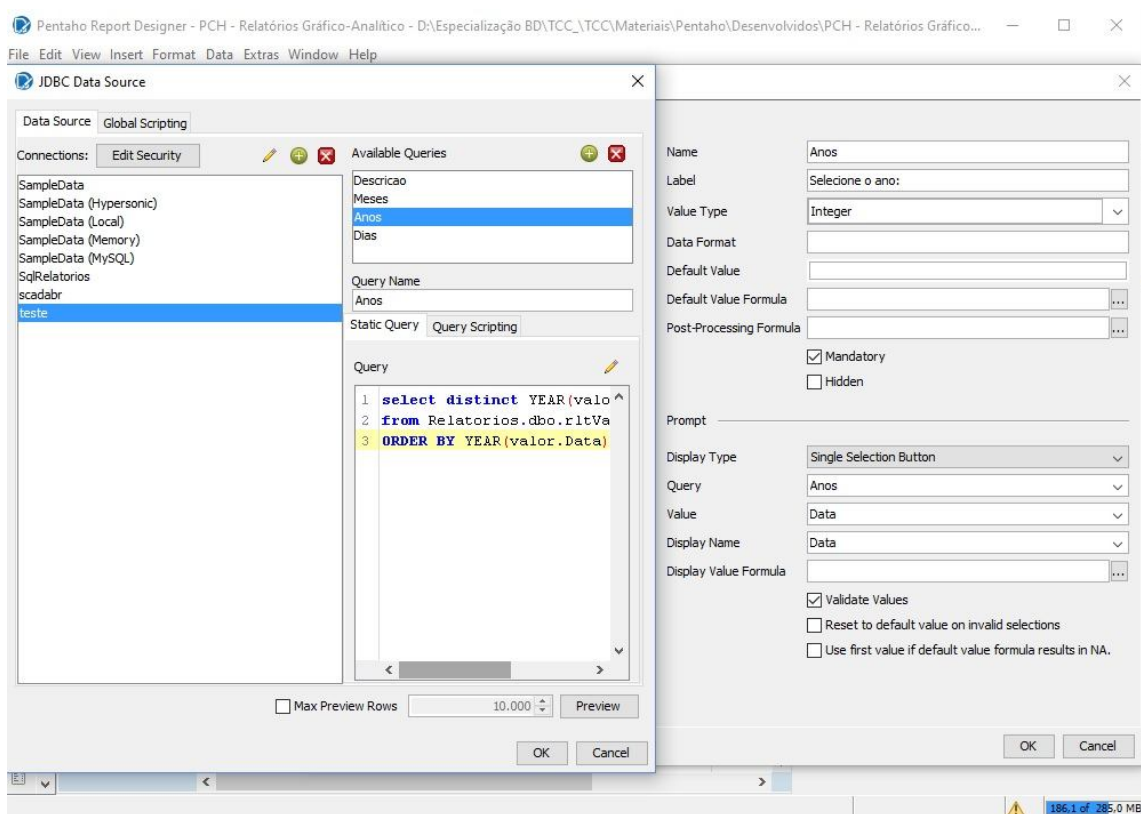 Pentaho Report Designer - PCH - Relatórios Gráfico-Analítico - D:\Especialização BD\TCC_\TCC\Materiais\Pentaho\Desenvolvidos\PCH - Relatórios Gráfico...
File Edit View Insert Format Data Extras Window Help
JDBC Data Source
Data Source Global Scripting
Connections: Edit Security
SampleData
SampleData (Hypersonic)
SampleData (Local)
SampleData (Memory)
SampleData (MySQL)
SqlRelatorios
scadabr
teste
Available Queries
Descricao
Meses
Anos
Dias
Query Name
Anos
Static Query Query Scripting
Query
1 select distinct YEAR(valo
2 from Relatorios.dbo.rltVa
3 ORDER BY YEAR(valor.Data)
Max Preview Rows 10.000 Preview
OK Cancel
Name Anos
Label Selecione o ano:
Value Type Integer
Data Format
Default Value
Default Value Formula ...
Post-Processing Formula ...
Mandatory
Hidden
Prompt
Display Type Single Selection Button
Query Anos
Value Data
Display Name Data
Display Value Formula ...
Validate Values
Reset to default value on invalid selections
Use first value if default value formula results in NA.
OK Cancel
186,1 of 285,0 MB